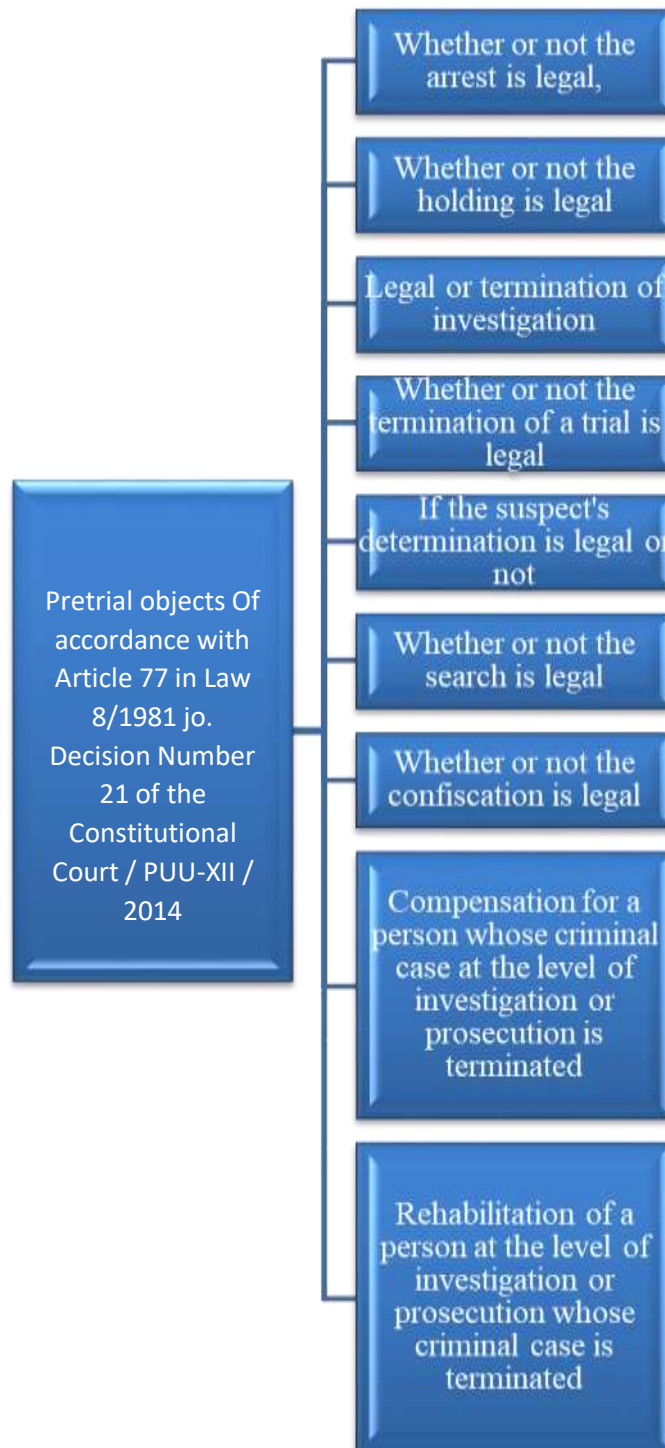 Pretrial objects Of
accordance with
Article 77 in Law
8/1981 jo.
Decision Number
21 of the
Constitutional
Court / PUU-XII /
2014
Whether or not the
arrest is legal,
Whether or not the
holding is legal
Legal or termination of
investigation
Whether or not the
termination of a trial is
legal
If the suspect's
determination is legal or
not
Whether or not the
search is legal
Whether or not the
confiscation is legal
Compensation for a
person whose criminal
case at the level of
investigation or
prosecution is
terminated
Rehabilitation of a
person at the level of
investigation or
prosecution whose
criminal case is
terminated